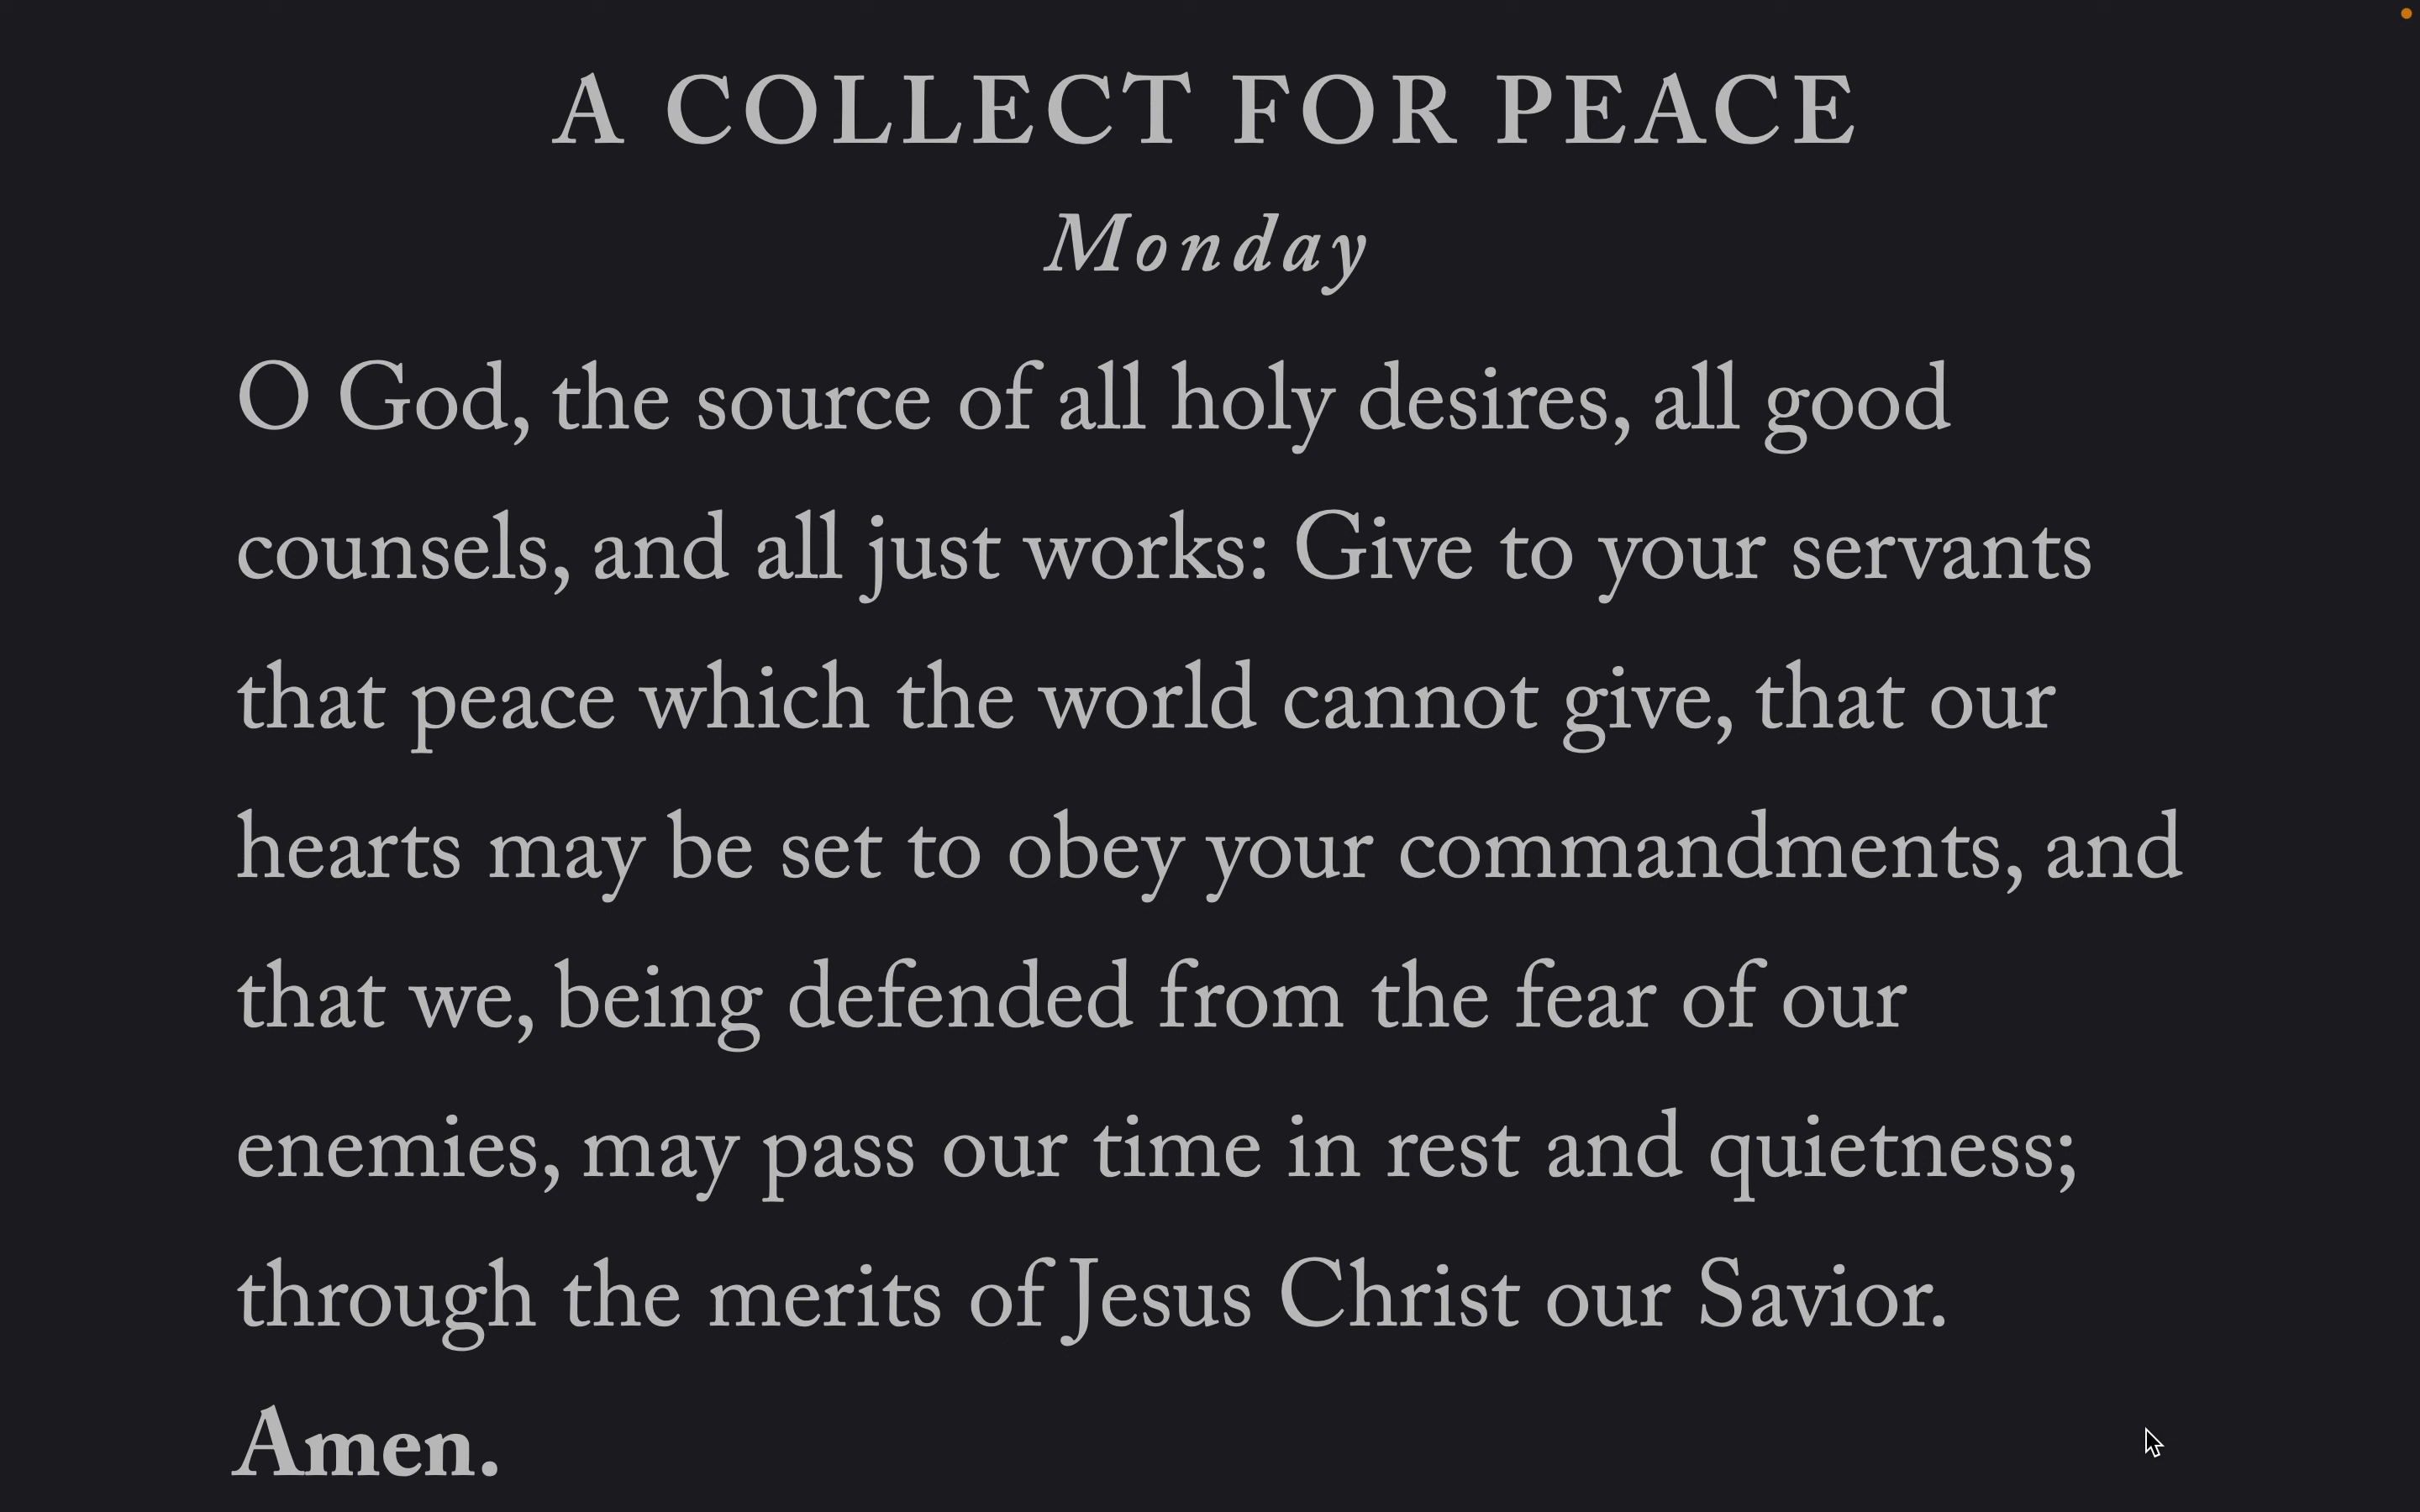 A COLLECT FOR PEACE
Monday
O God, the source of all holy desires, all good
counsels, and all just works: Give to your servants
that peace which the world cannot give, that our
hearts may be set to obey your commandments, and
that we, being defended from the fear of our
enemies, may pass our time in rest and quietness;
through the merits of Jesus Christ our Savior.
Amen.